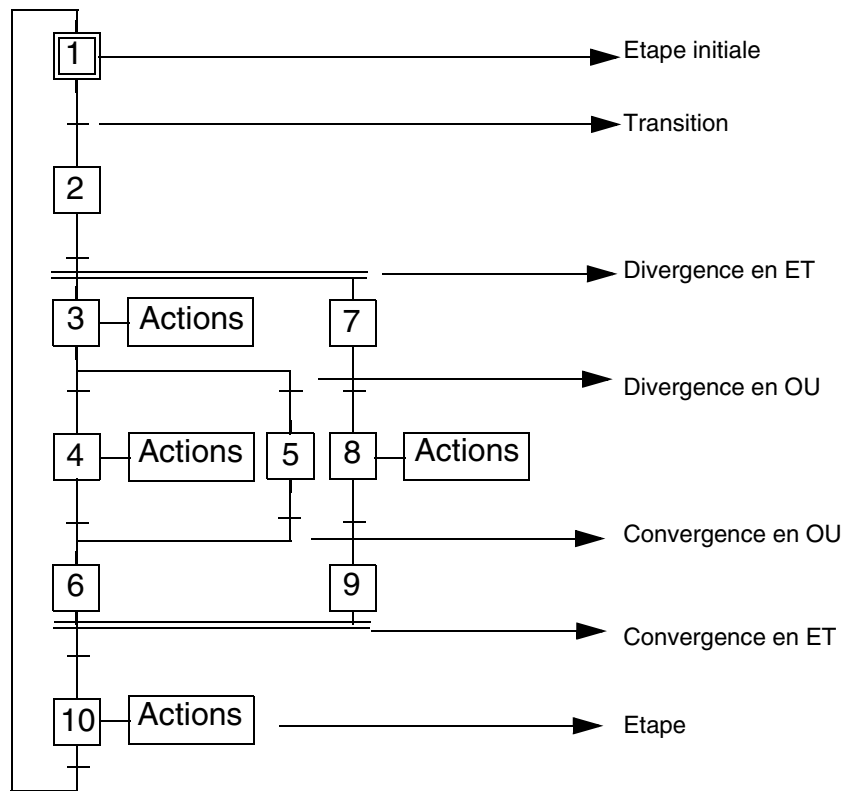 1
Etape initiale
Transition
2
Divergence en ET
3 Actions 7
Divergence en OU
4 Actions 5 8 Actions
Convergence en OU
6 9
Convergence en ET
10 Actions
Etape